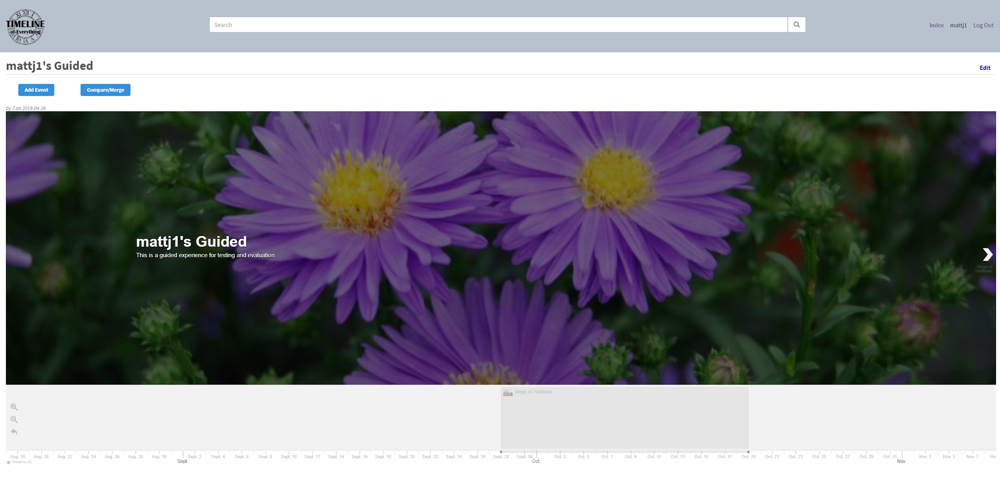 XI XII I
TIMELINE
of Everything
Search
Index mattj1 Log Out
mattj1's Guided
Edit
Add Event Compare/Merge
by 7 on 2019-04-26
mattj1's Guided
This is a guided experience for testing and evaluation.
Siege of
Yorktown
Siege of Yorktown
Aug. 18 Aug. 20 Aug. 22 Aug. 24 Aug. 26 Aug. 28 Aug. 30 Sept. 2 Sept. 4 Sept. 6 Sept. 8 Sept. 10 Sept. 12 Sept. 14 Sept. 16 Sept. 18 Sept. 20 Sept. 22 Sept. 24 Sept. 26 Sept. 28 Sept. 30 Oct. 3 Oct. 5 Oct. 7 Oct. 9 Oct. 11 Oct. 13 Oct. 15 Oct. 17 Oct. 19 Oct. 21 Oct. 23 Oct. 25 Oct. 27 Oct. 29 Oct. 31 Nov. 3 Nov. 5 Nov. 7
Sept. Oct. Nov.
Timeline JS